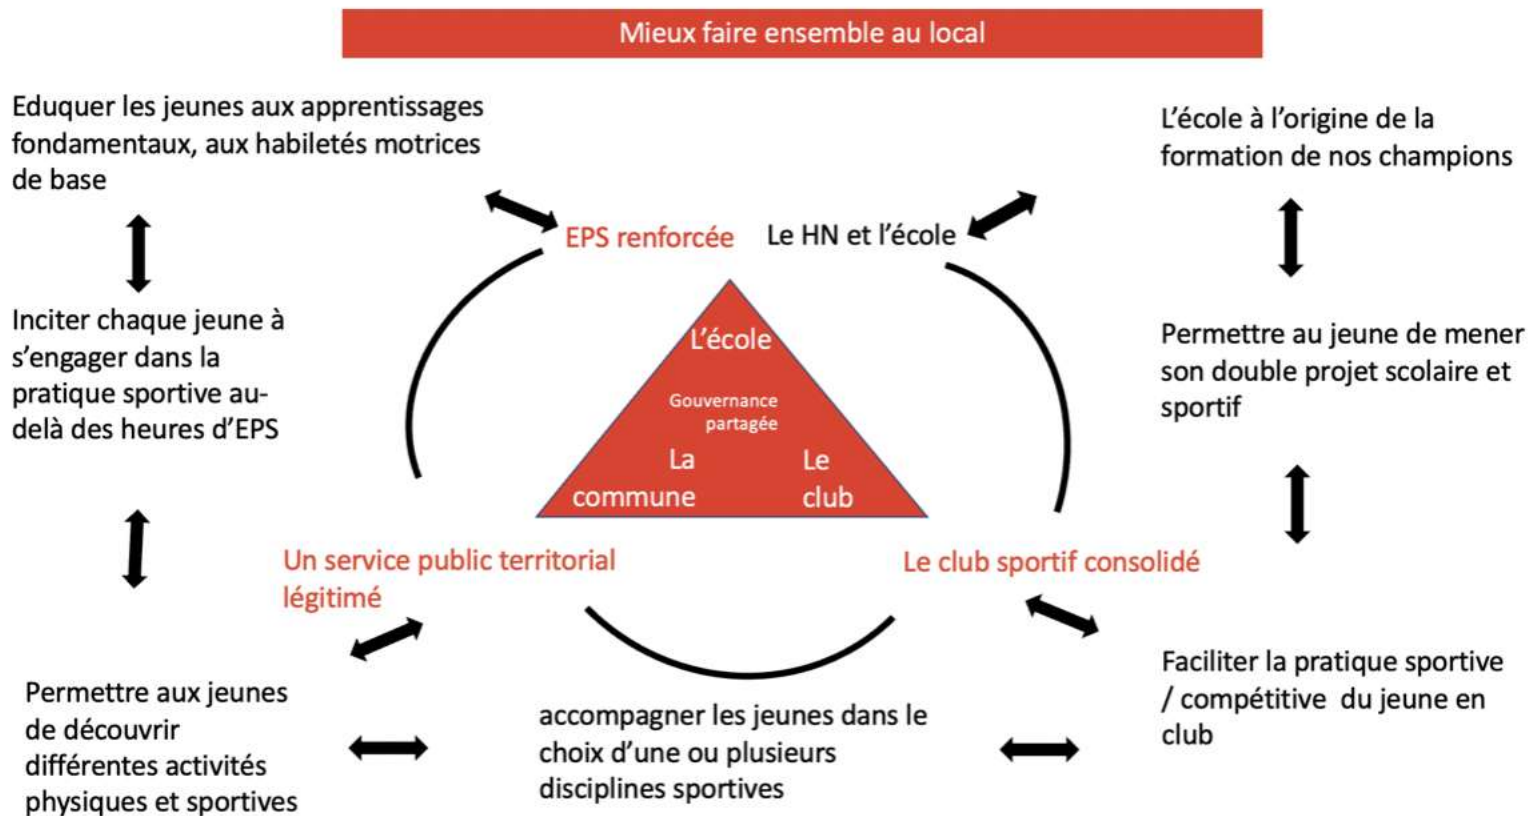 Mieux faire ensemble au local
Eduquer les jeunes aux apprentissages
fondamentaux, aux habiletés motrices
de base
L'école à l'origine de la
formation de nos champions
EPS renforcée
Le HN et l'école
Inciter chaque jeune à
s'engager dans la
pratique sportive au-
delà des heures d'EPS
L'école
Gouvernance
partagée
La
commune
Le
club
Permettre au jeune de mener
son double projet scolaire et
sportif
Un service public territorial
légitimé
Le club sportif consolidé
Permettre aux jeunes
de découvrir
différentes activités
physiques et sportives
accompagner les jeunes dans le
choix d'une ou plusieurs
disciplines sportives
Faciliter la pratique sportive
/ compétitive du jeune en
club